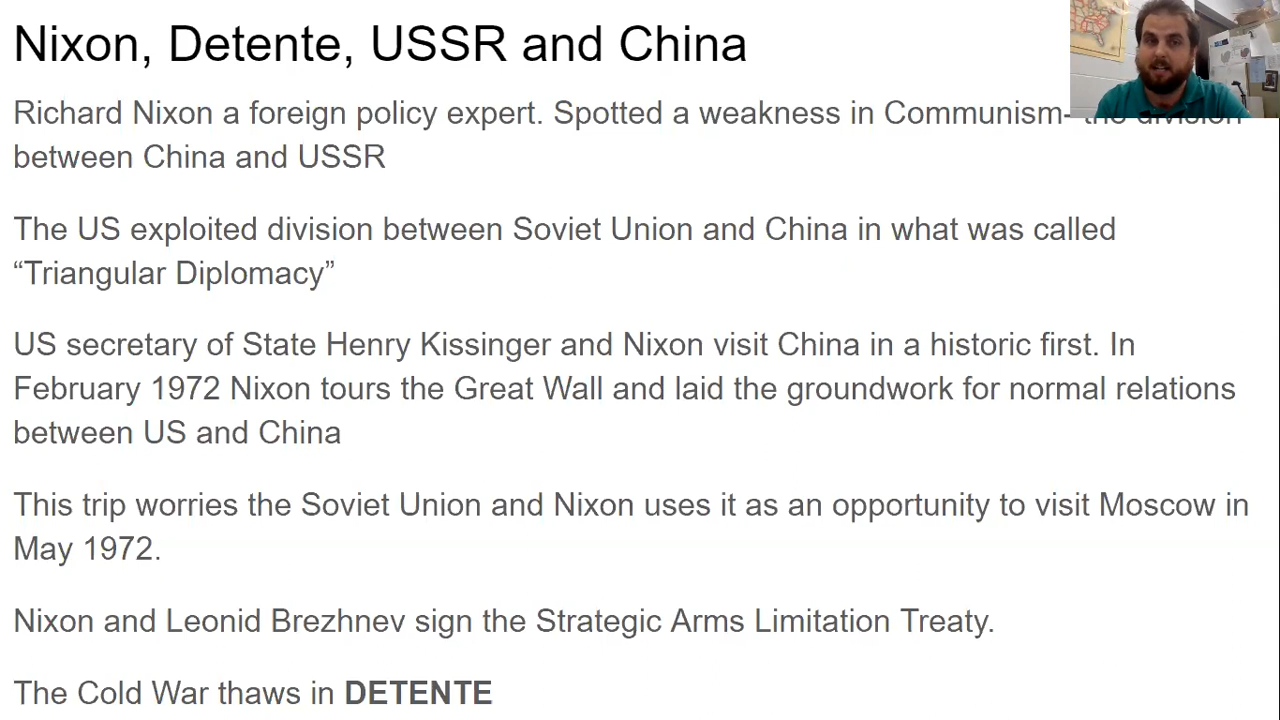 Nixon, Detente, USSR and China
Richard Nixon a foreign policy expert. Spotted a weakness in Communism- the division
between China and USSR
The US exploited division between Soviet Union and China in what was called
“Triangular Diplomacy”
US secretary of State Henry Kissinger and Nixon visit China in a historic first. In
February 1972 Nixon tours the Great Wall and laid the groundwork for normal relations
between US and China
This trip worries the Soviet Union and Nixon uses it as an opportunity to visit Moscow in
May 1972.
Nixon and Leonid Brezhnev sign the Strategic Arms Limitation Treaty.
The Cold War thaws in DETENTE